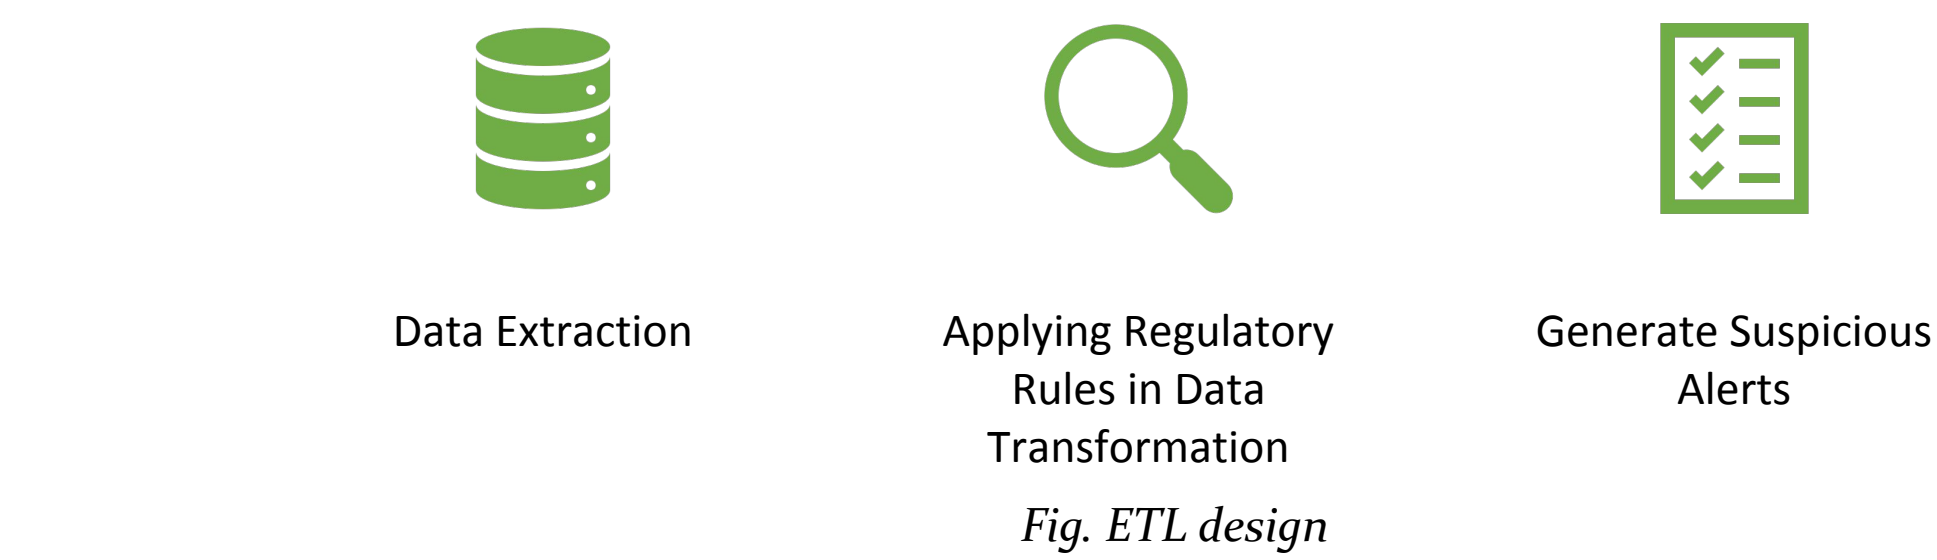 Data Extraction
Applying Regulatory
Rules in Data
Transformation
Generate Suspicious
Alerts
Fig. ETL design